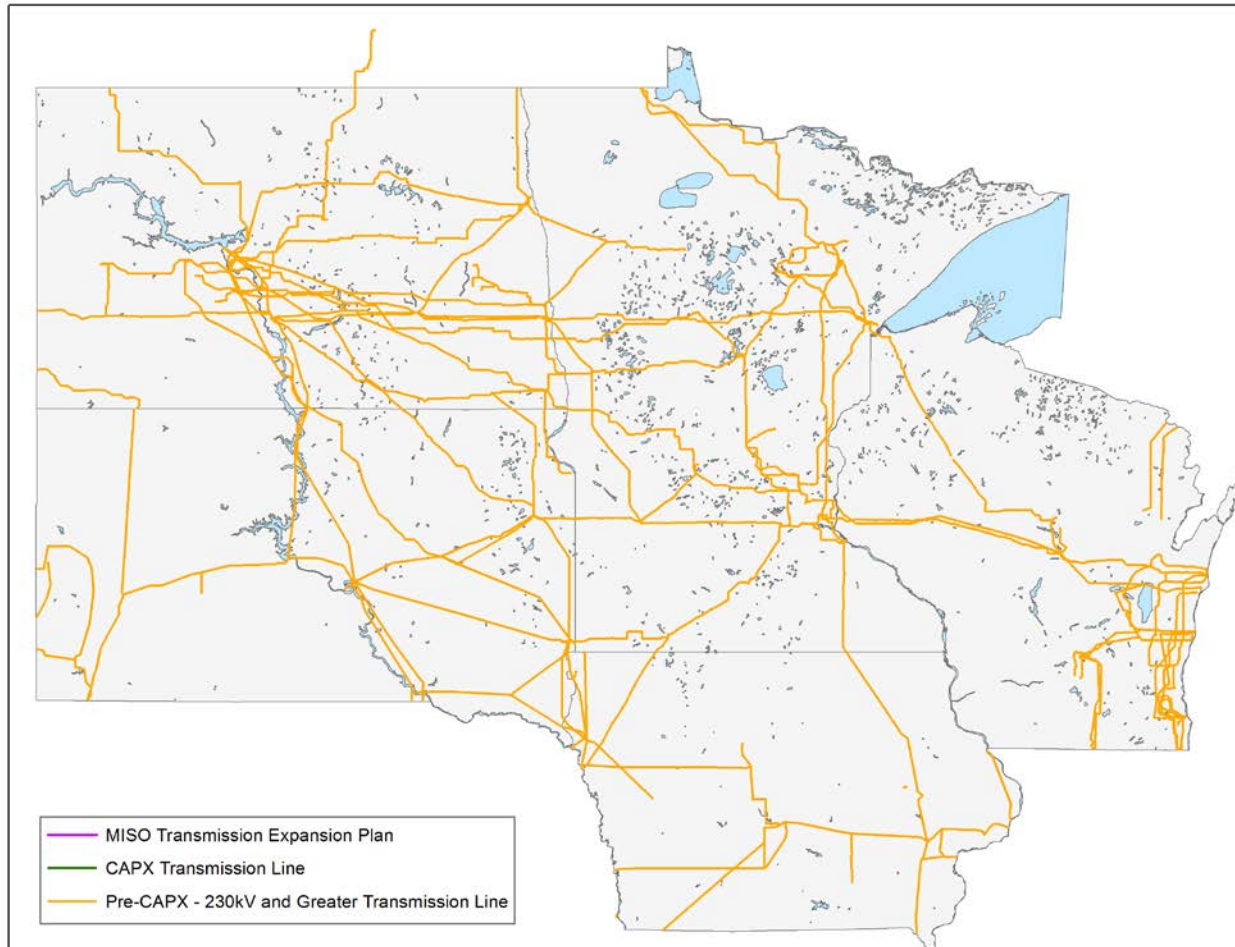 MISO Transmission Expansion Plan
CAPX Transmission Line
Pre-CAPX - 230kV and Greater Transmission Line